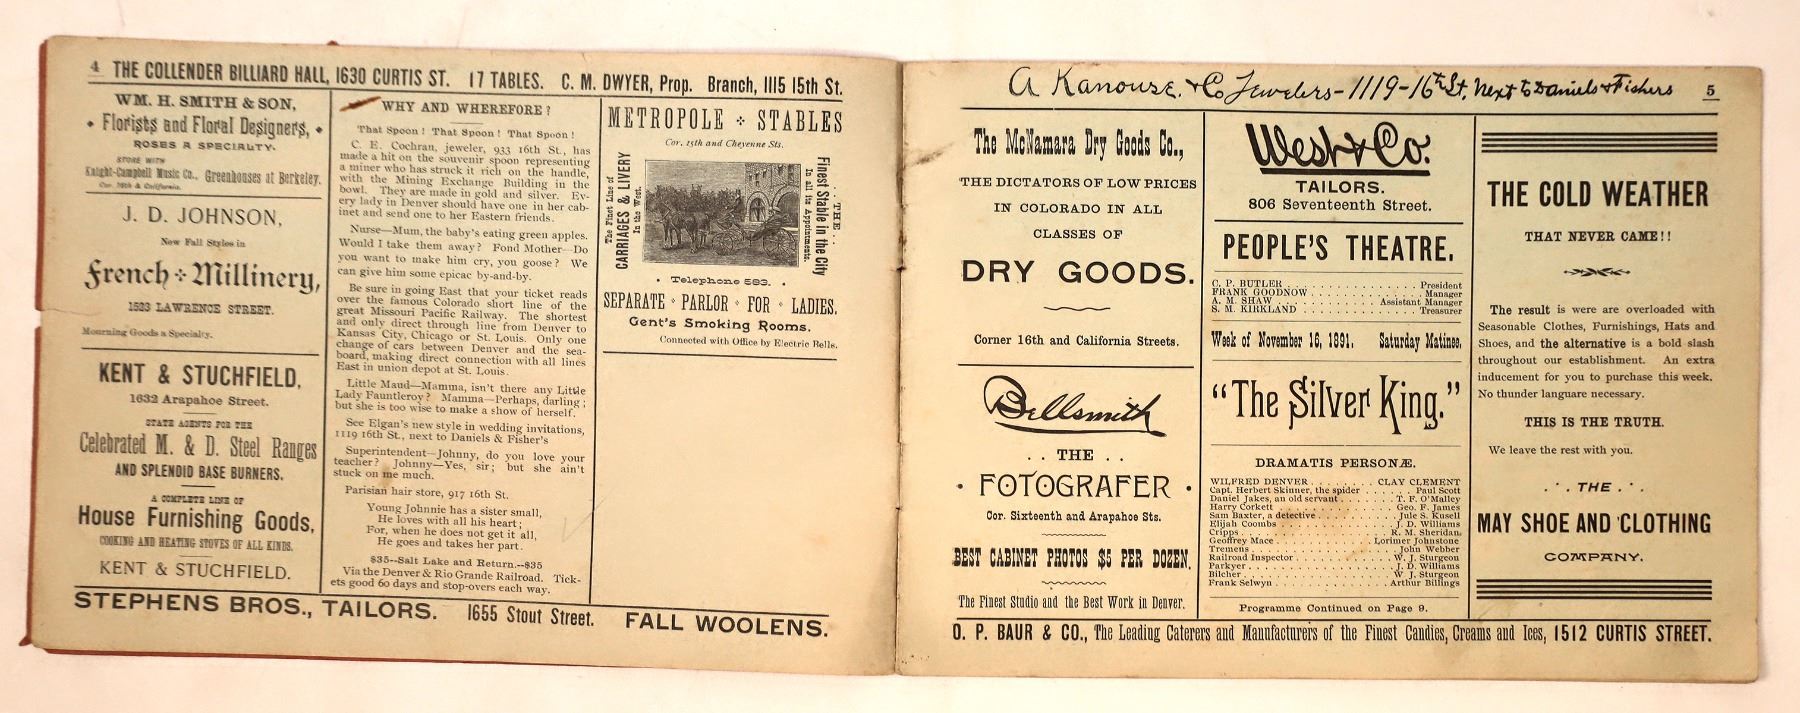 4 THE COLLENDER BILLIARD HALL, 1630 CURTIS ST. 17 TABLES. C. M. DWYER, Prop. Branch, 1115 15th St.
WM. H. SMITH & SON,
Florists and Floral Designers,
ROSES A SPECIALTY.
STORE WITH
Knight-Campbell Music Co., Greenhouses at Berkeley.
Cor. 16th & California.
J. D. JOHNSON,
New Fall Styles in
French Millinery,
1533 LAWRENCE STREET.
Mourning Goods a Specialty.
KENT & STUCHFIELD,
1632 Arapahoe Street.
STATE AGENTS FOR THE
Celebrated M. & D. Steel Ranges
AND SPLENDID BASE BURNERS.
A COMPLETE LINE OF
House Furnishing Goods,
COOKING AND HEATING STOVES OF ALL KINDS.
KENT & STUCHFIELD.
WHY AND WHEREFORE?
That Spoon! That Spoon! That Spoon!
C. E. Cochran, jeweler, 933 16th St., has
made a hit on the souvenir spoon representing
a miner who has struck it rich on the handle,
with the Mining Exchange Building in the
bowl. They are made in gold and silver. Ev-
ery lady in Denver should have one in her cab-
inet and send one to her Eastern friends.
Nurse—Mum, the baby's eating green apples.
Would I take them away? Fond Mother—Do
you want to make him cry, you goose? We
can give him some epicac by-and-by.
Be sure in going East that your ticket reads
over the famous Colorado short line of the
great Missouri Pacific Railway. The shortest
and only direct through line from Denver to
Kansas City, Chicago or St. Louis. Only one
change of cars between Denver and the sea-
board, making direct connection with all lines
East in union depot at St. Louis.
Little Maud—Mamma, isn't there any Little
Lady Fauntleroy? Mamma—Perhaps, darling;
but she is too wise to make a show of herself.
See Elgan's new style in wedding invitations,
1119 16th St., next to Daniels & Fisher's
Superintendent—Johnny, do you love your
teacher? Johnny—Yes, sir; but she ain't
stuck on me much.
Parisian hair store, 917 16th St.
Young Johnnie has a sister small,
He loves with all his heart;
For, when he does not get it all,
He goes and takes her part.
$35--Salt Lake and Return.--$35
Via the Denver & Rio Grande Railroad. Tick-
ets good 60 days and stop-overs each way.
METROPOLE STABLES
Cor. 15th and Cheyenne Sts.
The Finet Line of
CARRIAGES & LIVERY
In the West.
..THE..
Finest Stable in the City
In all its Appointments.
Telephone 583.
SEPARATE PARLOR FOR LADIES.
Gent's Smoking Rooms.
Connected with Office by Electric Bells.
STEPHENS BROS., TAILORS. 1655 Stout Street. FALL WOOLENS.
A Kanouze. & Co Jewelers-1119-16th St. Next to Daniels & Fishers 5
The McNamara Dry Goods Co.,
THE DICTATORS OF LOW PRICES
IN COLORADO IN ALL
CLASSES OF
DRY GOODS.
Corner 16th and California Streets.
Bellsmith
..THE..
FOTOGRAFER
Cor. Sixteenth and Arapahoe Sts.
BEST CABINET PHOTOS $5 PER DOZEN.
The Finest Studio and the Best Work in Denver.
West & Co.
TAILORS.
806 Seventeenth Street.
PEOPLE'S THEATRE.
C. P. BUTLER . . . . . President
FRANK GOODNOW . . . . . Manager
A. M. SHAW . . . . . Assistant Manager
S. M. KIRKLAND . . . . . Treasurer
Week of November 16, 1891. Saturday Matinee.
"The Silver King."
DRAMATIS PERSONÆ.
WILFRED DENVER . . . . . CLAY CLEMENT
Capt. Herbert Skinner, the spider . . . . . Paul Scott
Daniel Jakes, an old servant . . . . . T. F. O'Malley
Harry Corkett . . . . . Geo. F. James
Sam Baxter, a detective . . . . . Jule S. Kusell
Elijah Coombs . . . . . J. D. Williams
Cripps . . . . . R. M. Sheridan
Geoffrey Mace . . . . . Lorimer Johnstone
Tremens . . . . . John Webber
Railroad Inspector . . . . . W. J. Sturgeon
Parkyer . . . . . J. D. Williams
Bilcher . . . . . W J. Sturgeon
Frank Selwyn . . . . . Arthur Billings
Programme Continued on Page 9.
THE COLD WEATHER
THAT NEVER CAME!!
The result is were are overloaded with
Seasonable Clothes, Furnishings, Hats and
Shoes, and the alternative is a bold slash
throughout our establishment. An extra
inducement for you to purchase this week.
No thunder languare necessary.
THIS IS THE TRUTH.
We leave the rest with you.
THE
MAY SHOE AND CLOTHING
COMPANY.
O. P. BAUR & CO., The Leading Caterers and Manufacturers of the Finest Candies, Creams and Ices, 1512 CURTIS STREET.